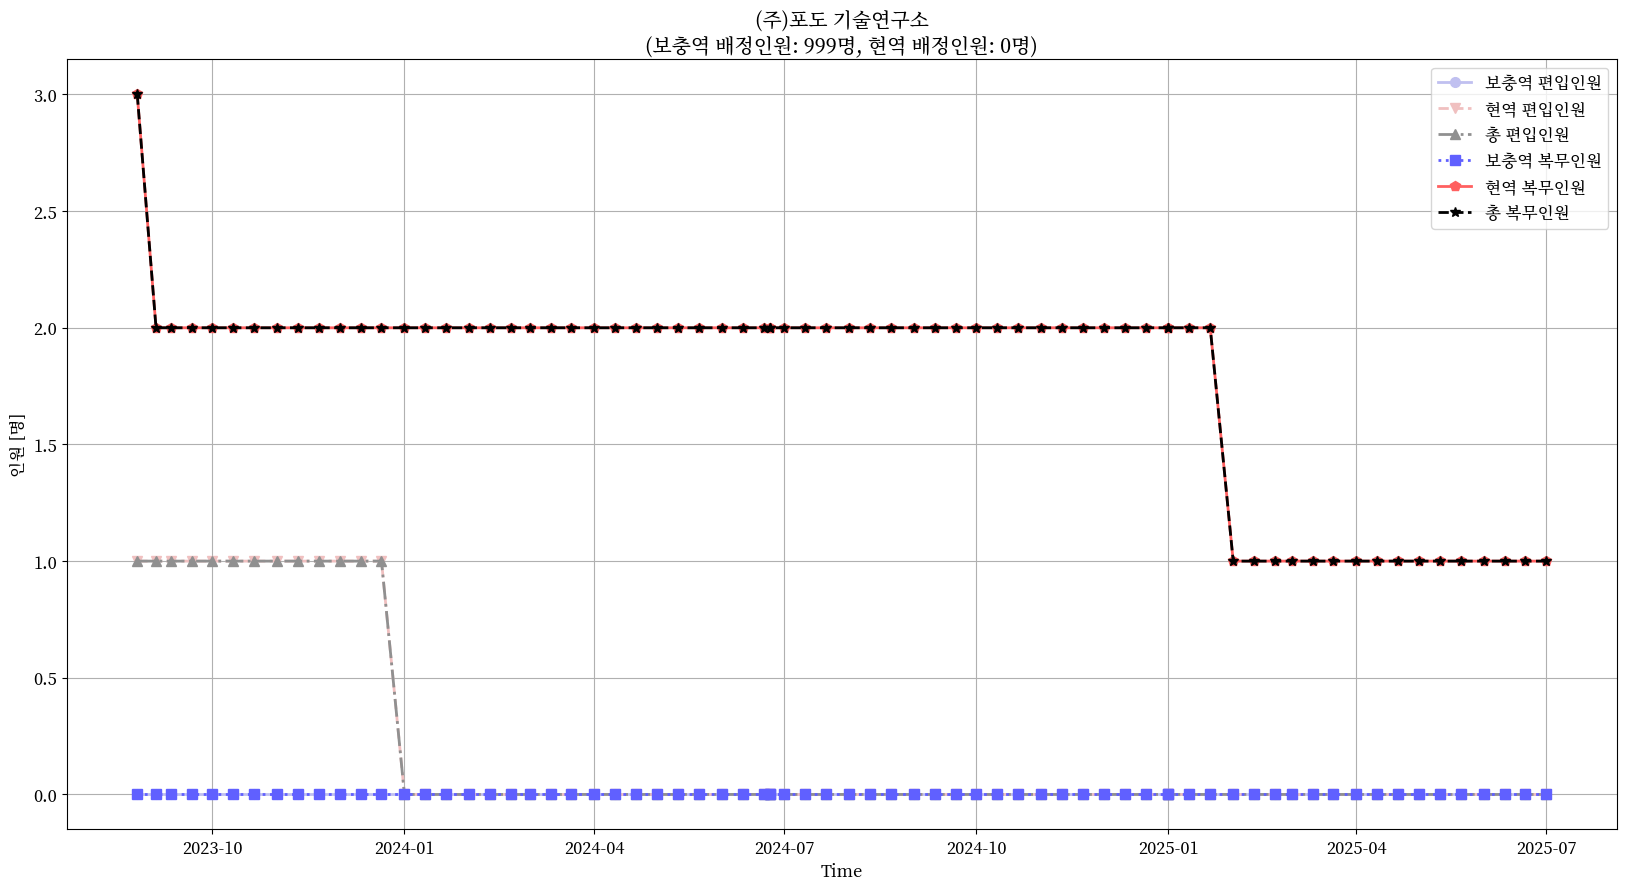 (주)포도 기술연구소
(보충역 배정인원: 999명, 현역 배정인원: 0명)
보충역 편입인원
현역 편입인원
총 편입인원
보충역 복무인원
현역 복무인원
총 복무인원
인원 [명]
3.0
2.5
2.0
1.5
1.0
0.5
0.0
2023-10 2024-01 2024-04 2024-07 2024-10 2025-01 2025-04 2025-07
Time